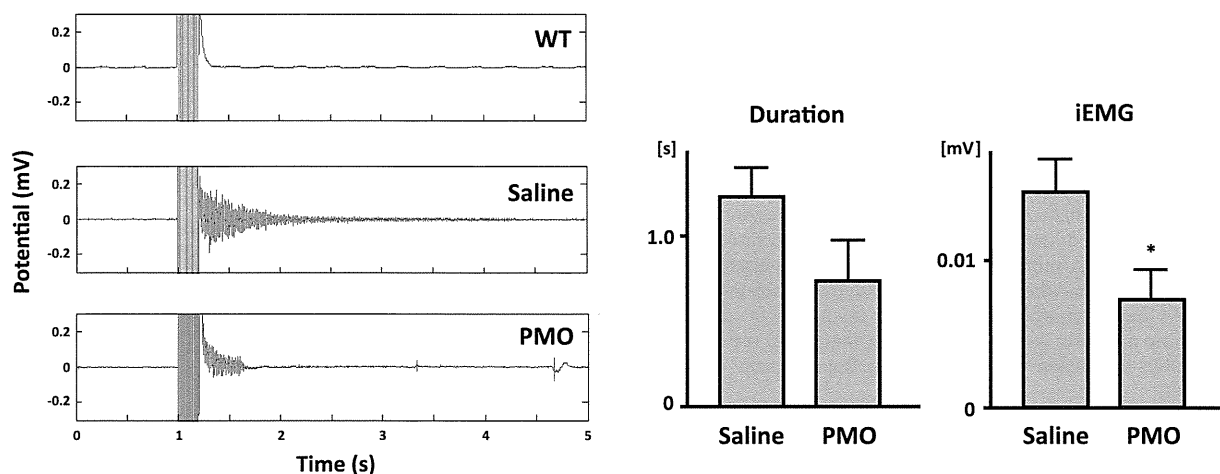 Potential (mV)
0.2
0
-0.2
WT
0.2
0
-0.2
Saline
0.2
0
-0.2
PMO
0
1
2
3
4
5
Time (s)
Duration
[s]
1.0
0
Saline
PMO
iEMG
[mV]
0.01
0
*
Saline
PMO